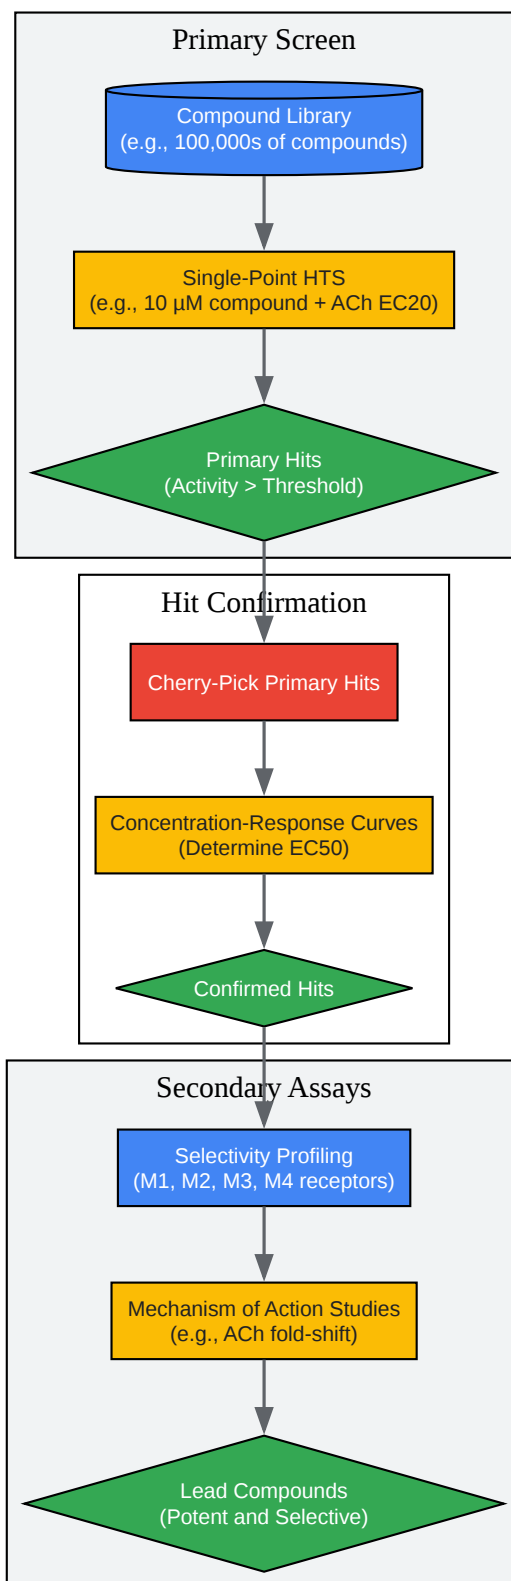 Primary Screen
Compound Library
(e.g., 100,000s of compounds)
Single-Point HTS
(e.g., 10 µM compound + ACh EC20)
Primary Hits
(Activity > Threshold)
Hit Confirmation
Cherry-Pick Primary Hits
Concentration-Response Curves
(Determine EC50)
Confirmed Hits
Secondary Assays
Selectivity Profiling
(M1, M2, M3, M4 receptors)
Mechanism of Action Studies
(e.g., ACh fold-shift)
Lead Compounds
(Potent and Selective)